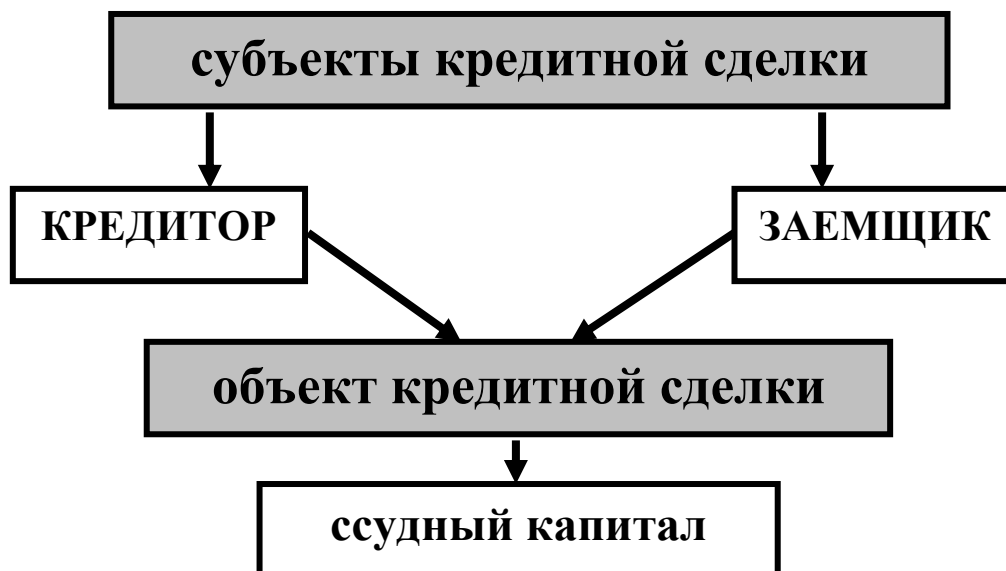 субъекты кредитной сделки
КРЕДИТОР
ЗАЕМЩИК
объект кредитной сделки
ссудный капитал